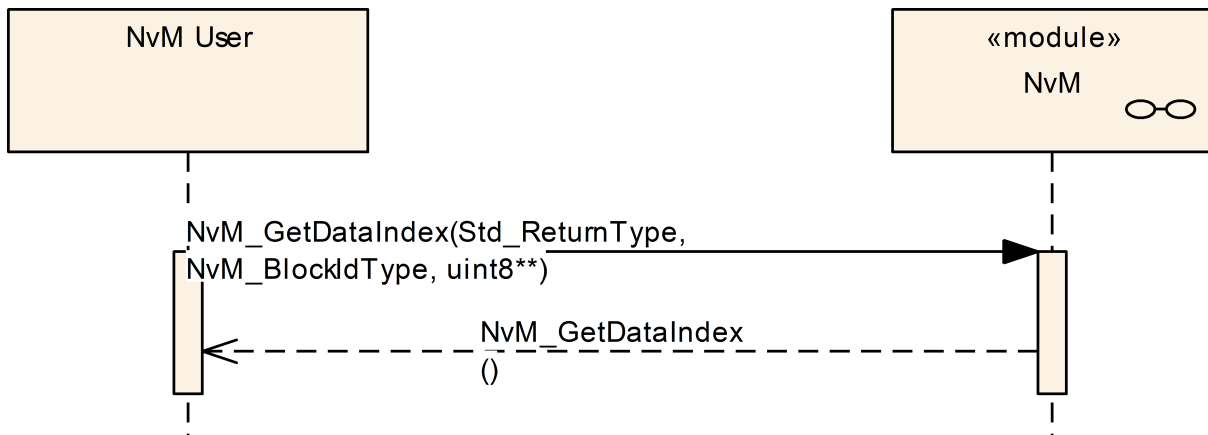 NvM User
«module»
NvM
NvM_GetDataIndex(Std_ReturnType,
NvM_BlockIdType, uint8**)
NvM_GetDataIndex
()